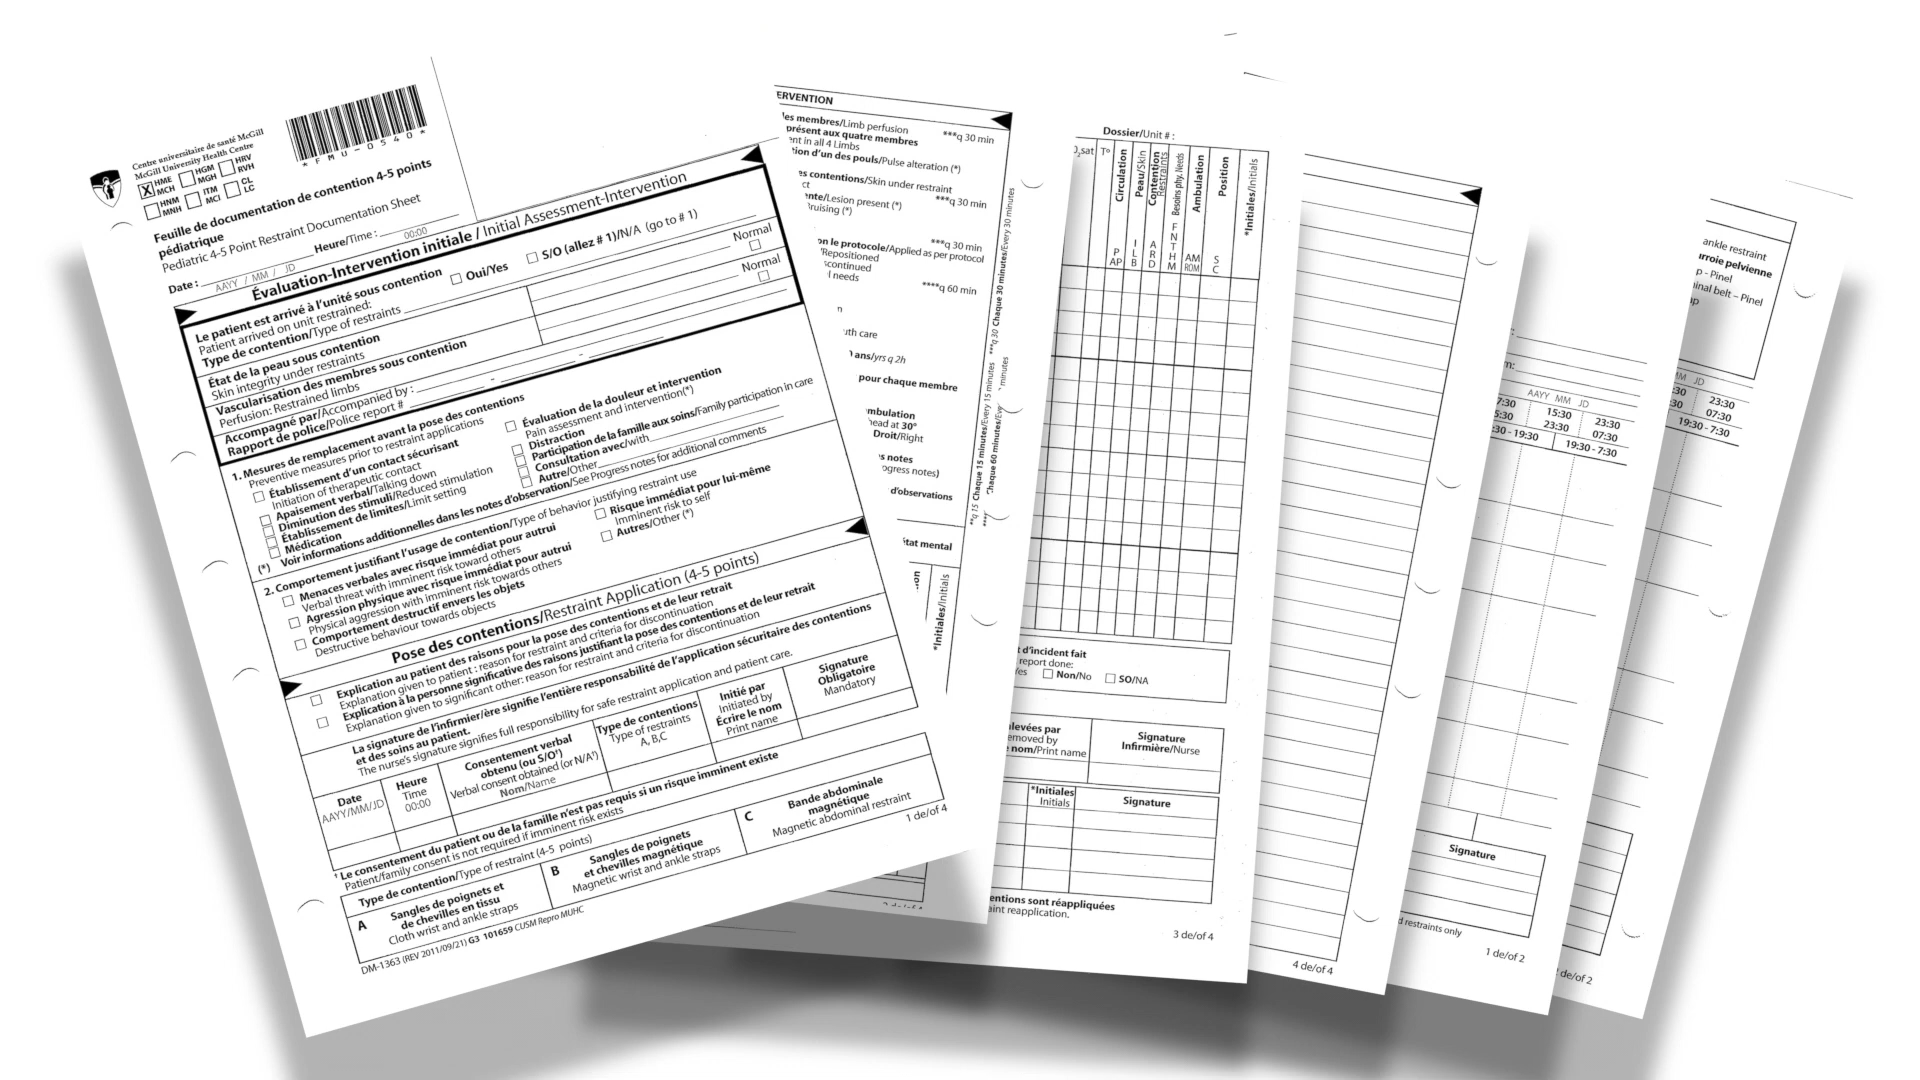 Centre universitaire de santé McGill
McGill University Health Centre
X HME MCH
HGM MGH
HRV RVH
HNM MNH
ITM MCI
CL LC
*FMU-0540*
Feuille de documentation de contention 4-5 points
pédiatrique
Pediatric 4-5 Point Restraint Documentation Sheet
Date : AAYY / MM / JD Heure/Time : 00:00
Évaluation-Intervention initiale / Initial Assessment-Intervention
Le patient est arrivé à l'unité sous contention
Patient arrived on unit restrained:
Oui/Yes
S/O (allez # 1)/N/A (go to # 1)
Type de contention/Type of restraints
État de la peau sous contention
Skin integrity under restraints
Normal
Vascularisation des membres sous contention
Perfusion: Restrained limbs
Normal
Accompagné par/Accompanied by :
Rapport de police/Police report #
1. Mesures de remplacement avant la pose des contentions
Preventive measures prior to restraint applications
Établissement d'un contact sécurisant
Initiation of therapeutic contact
Apaisement verbal/Talking down
Diminution des stimuli/Reduced stimulation
Établissement de limites/Limit setting
Médication
Évaluation de la douleur et intervention
Pain assessment and intervention(*)
Distraction
Participation de la famille aux soins/Family participation in care
Consultation avec/with
Autre/Other
(*) Voir informations additionnelles dans les notes d'observation/See Progress notes for additional comments
2. Comportement justifiant l'usage de contention/Type of behavior justifying restraint use
Menaces verbales avec risque immédiat pour autrui
Verbal threat with imminent risk toward others
Agression physique avec risque immédiat pour autrui
Physical aggression with imminent risk towards others
Comportement destructif envers les objets
Destructive behaviour towards objects
Risque immédiat pour lui-même
Imminent risk to self
Autres/Other (*)
Pose des contentions/Restraint Application (4-5 points)
Explication au patient des raisons pour la pose des contentions et de leur retrait
Explanation given to patient : reason for restraint and criteria for discontinuation
Explication à la personne significative des raisons justifiant la pose des contentions et de leur retrait
Explanation given to significant other: reason for restraint and criteria for discontinuation
La signature de l'infirmier/ère signifie l'entière responsabilité de l'application sécuritaire des contentions
et des soins au patient.
The nurse's signature signifies full responsibility for safe restraint application and patient care.
Date
AAYY/MM/JD
Heure
Time
00:00
Consentement verbal
obtenu (ou S/O¹)
Verbal consent obtained (or N/A¹)
Nom/Name
Type de contentions
Type of restraints
A, B,C
Initié par
Initiated by
Écrire le nom
Print name
Signature
Obligatoire
Mandatory
¹ Le consentement du patient ou de la famille n'est pas requis si un risque imminent existe
Patient/family consent is not required if imminent risk exists
Type de contention/Type of restraint (4-5 points)
A
Sangles de poignets et
de chevilles en tissu
Cloth wrist and ankle straps
B
Sangles de poignets
et chevilles magnétique
Magnetic wrist and ankle straps
C
Bande abdominale
magnétique
Magnetic abdominal restraint
DM-1363 (REV 2011/09/21) G3 101659 CUSM Repro MUHC
1 de/of 4
ERVENTION
des membres/Limb perfusion ***q 30 min
présent aux quatre membres
ent in all 4 Limbs
tion d'un des pouls/Pulse alteration (*)
es contentions/Skin under restraint
ct ***q 30 min
ante/Lesion present (*)
ruising (*)
on le protocole/Applied as per protocol ***q 30 min
/Repositioned
scontinued
l needs
****q 60 min
n
uth care
ans/yrs q 2h
pour chaque membre
mbulation
head at 30°
Droit/Right
s notes
ogress notes)
d'observations
tat mental
*Initiales/Initials
**q 15 Chaque 15 minutes/Every 15 minutes ***q 30 Chaque 30 minutes/Every 30 minutes
Dossier/Unit # :
O₂sat
T°
Circulation
P
AP
Peau/Skin
I
L
B
Contention
Restraints
A
R
D
Besoins phy. Needs
F
N
T
H
M
Ambulation
AM
ROM
Position
S
C
*Initiales/Initials
t d'incident fait
report done:
Yes Non/No SO/NA
nlevées par
emoved by
nom/Print name
Signature
Infirmière/Nurse
*Initiales
Initials
Signature
entions sont réappliquées
aint reapplication.
3 de/of 4
4 de/of 4
AAYY MM JD
7:30 15:30 23:30
5:30 23:30 07:30
:30 - 19:30 19:30 - 7:30
Signature
d restraints only
1 de/of 2
ankle restraint
urroie pelvienne
p - Pinel
inal belt – Pinel
ap
MM JD
:30 23:30
30 07:30
19:30 - 7:30
2 de/of 2